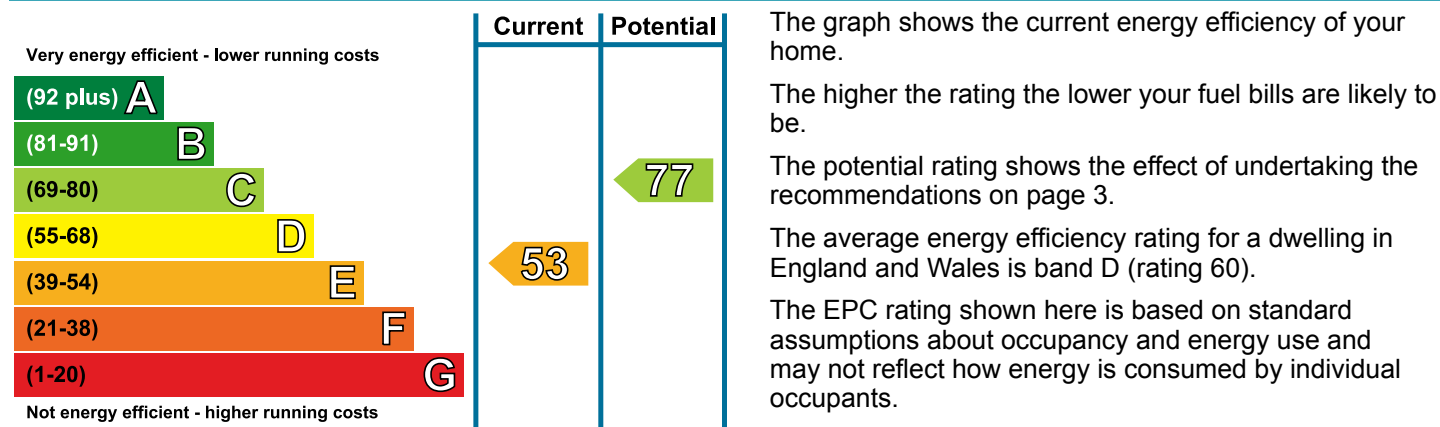 Current Potential
Very energy efficient - lower running costs
(92 plus) A
(81-91) B
(69-80) C
(55-68) D
(39-54) E
(21-38) F
(1-20) G
Not energy efficient - higher running costs
77
53
The graph shows the current energy efficiency of your
home.
The higher the rating the lower your fuel bills are likely to
be.
The potential rating shows the effect of undertaking the
recommendations on page 3.
The average energy efficiency rating for a dwelling in
England and Wales is band D (rating 60).
The EPC rating shown here is based on standard
assumptions about occupancy and energy use and
may not reflect how energy is consumed by individual
occupants.